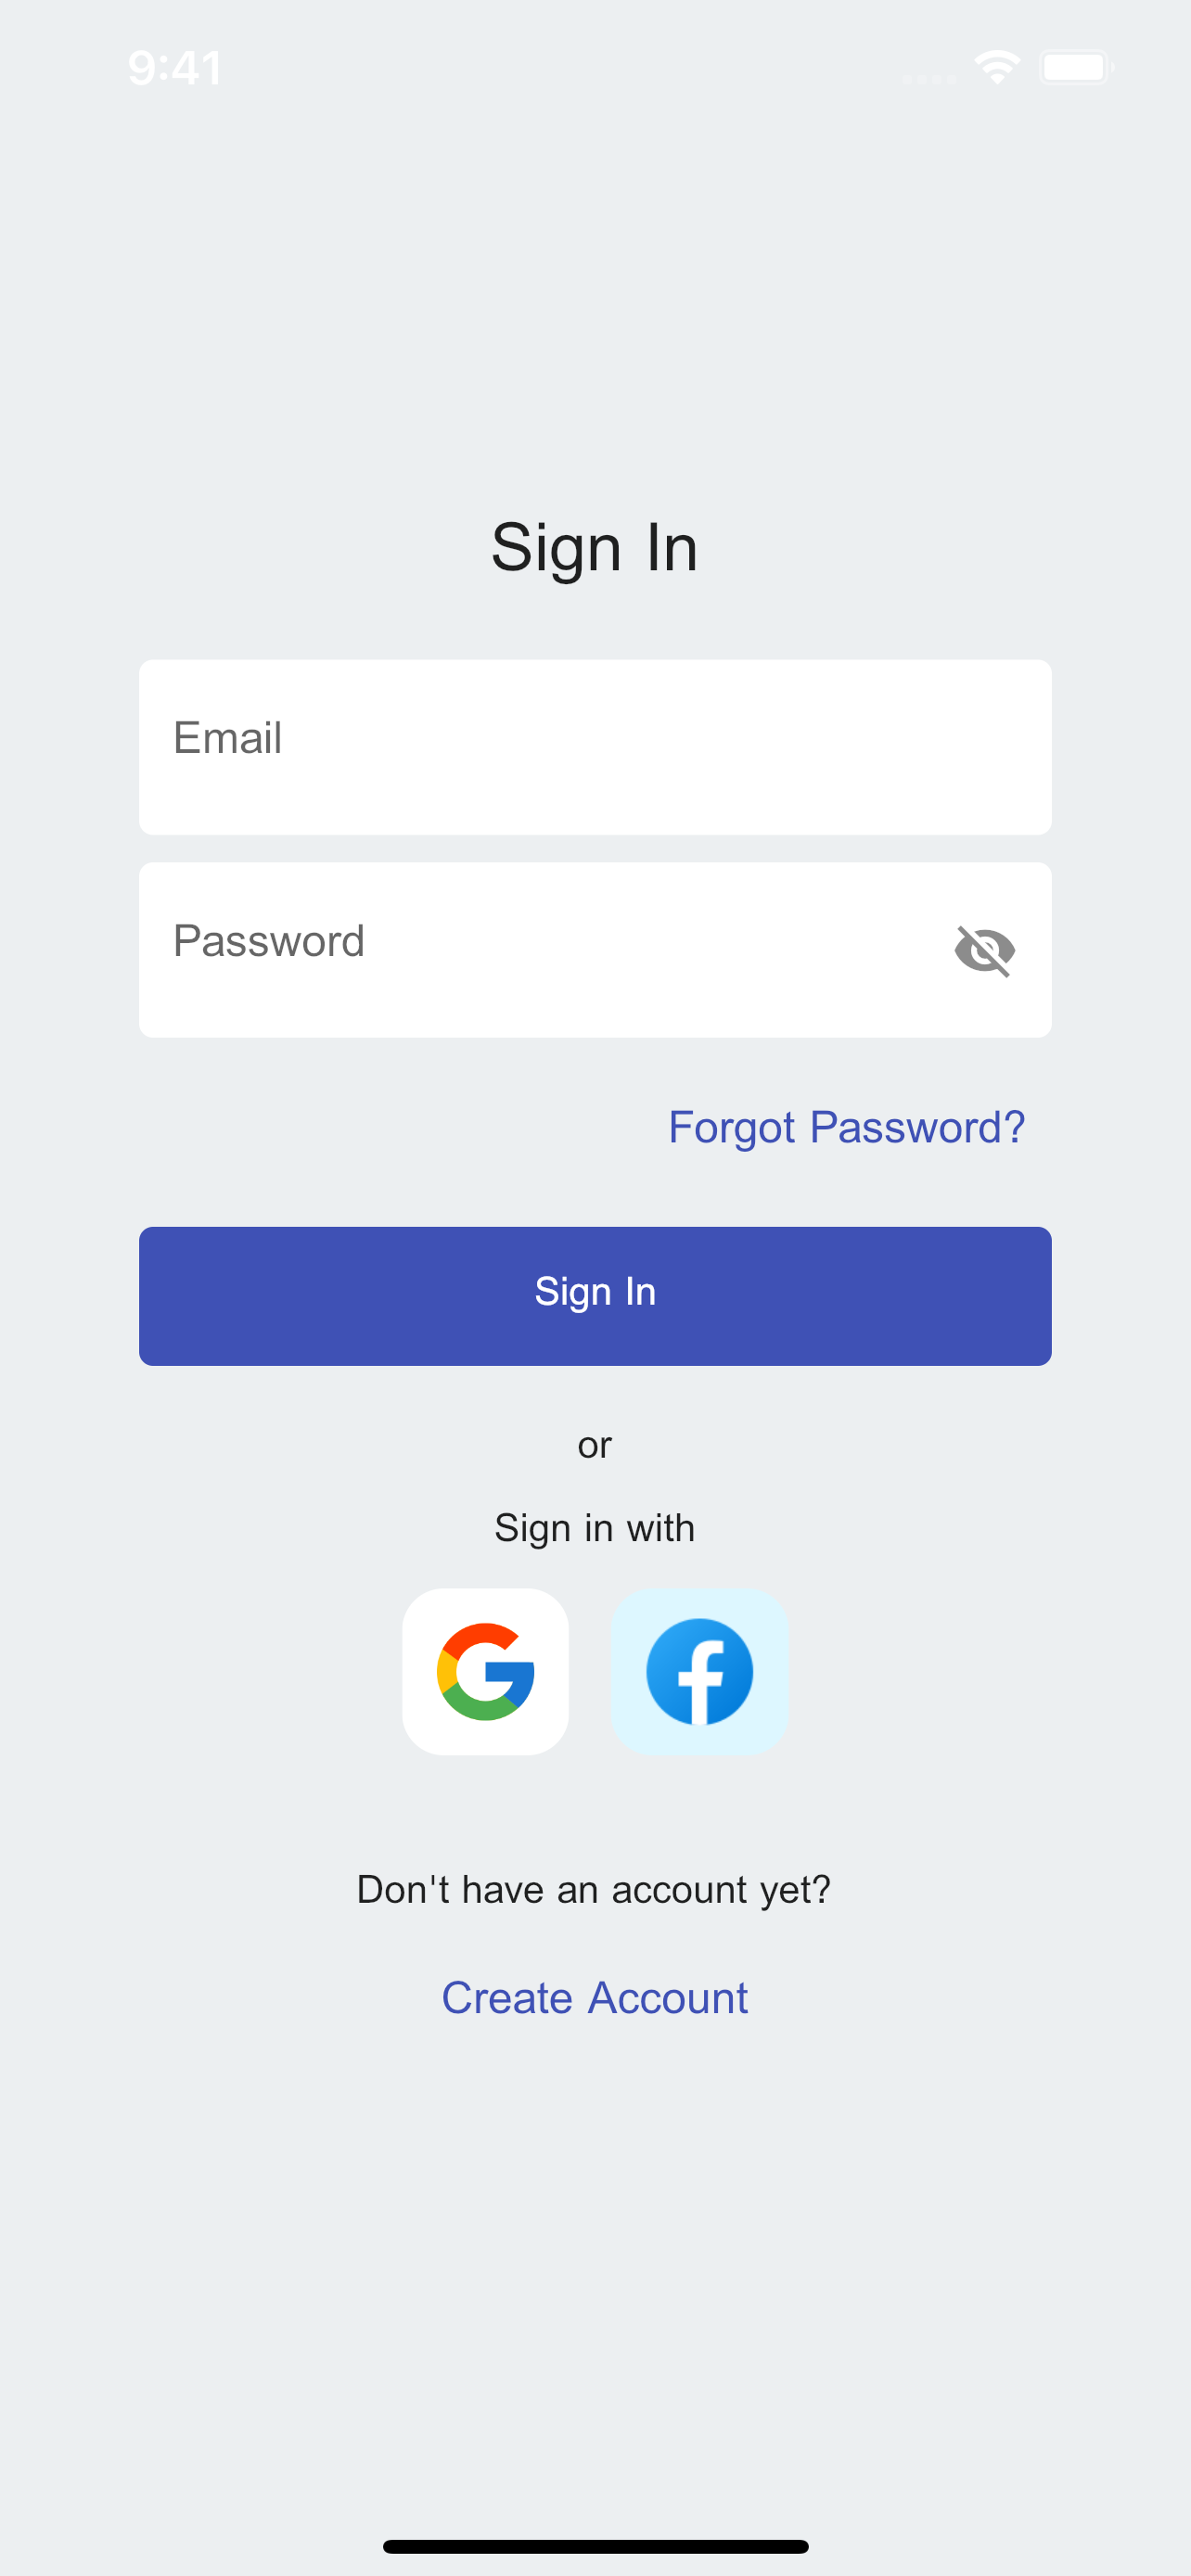 9:41
Sign In
Email
Password
Forgot Password?
Sign In
or
Sign in with
Don't have an account yet?
Create Account